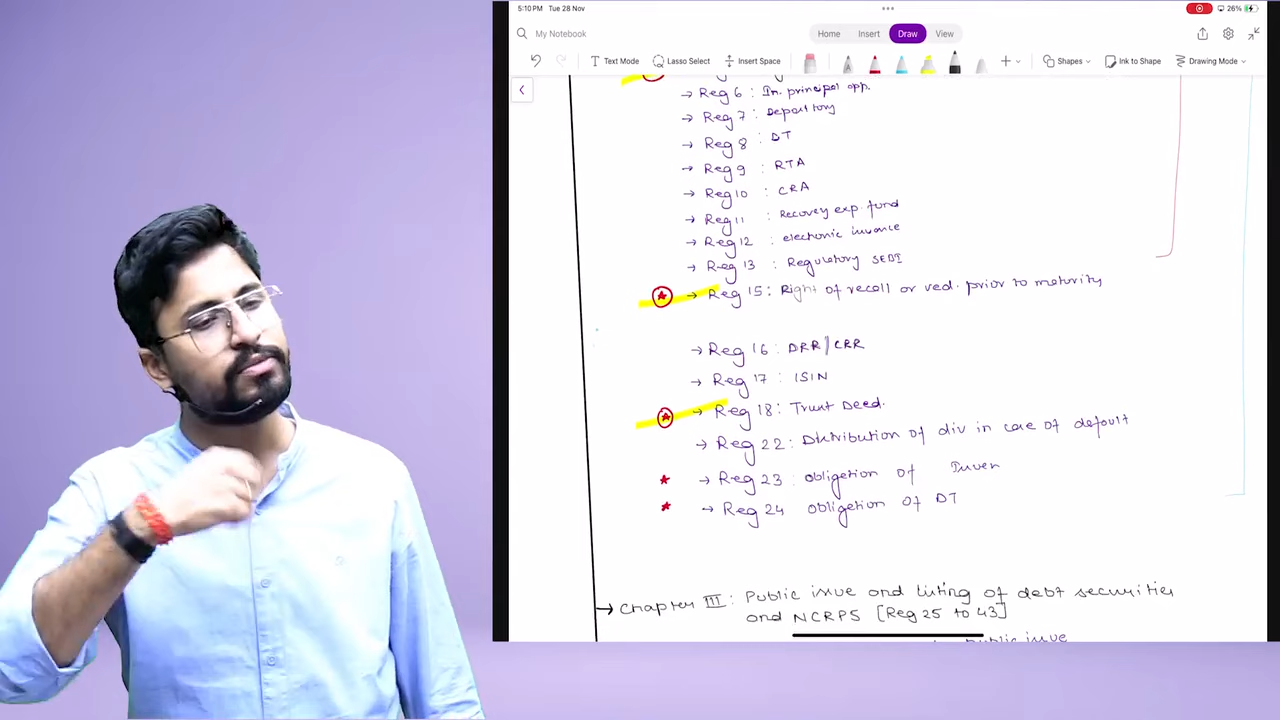 5:10 PM Tue 28 Nov
26%
My Notebook
Home Insert Draw View
Text Mode Lasso Select Insert Space Shapes Ink to Shape Drawing Mode
→ Reg 6 : In. principal app.
→ Reg 7 : Depository
→ Reg 8 : DT
→ Reg 9 : RTA
→ Reg 10 : CRA
→ Reg 11 : Recovery exp. fund
→ Reg 12 : electronic issuance
→ Reg 13 : Regulatory SEBI
→ Reg 15 : Right of recall or red. prior to maturity
→ Reg 16 : DRR/CRR
→ Reg 17 : ISIN
→ Reg 18 : Trust Deed.
→ Reg 22 : Distribution of div in case of default
→ Reg 23 : obligation of Issuer
→ Reg 24 obligation of DT
→ Chapter III : Public issue and listing of debt securities
and NCRPS [Reg 25 to 43]
public issue